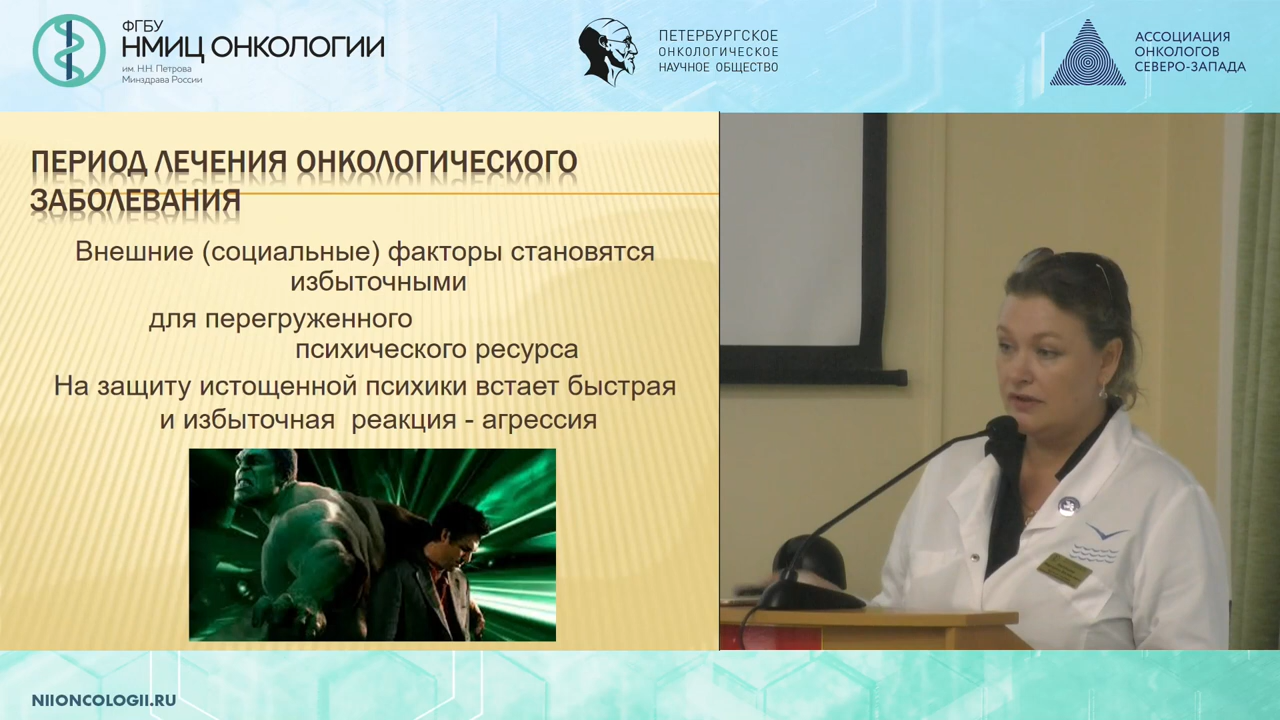 ФГБУ
НМИЦ ОНКОЛОГИИ
им. Н.Н. Петрова
Минздрава России
ПЕТЕРБУРГСКОЕ
ОНКОЛОГИЧЕСКОЕ
НАУЧНОЕ ОБЩЕСТВО
АССОЦИАЦИЯ
ОНКОЛОГОВ
СЕВЕРО-ЗАПАДА
ПЕРИОД ЛЕЧЕНИЯ ОНКОЛОГИЧЕСКОГО
ЗАБОЛЕВАНИЯ
Внешние (социальные) факторы становятся
избыточными
для перегруженного
психического ресурса
На защиту истощенной психики встает быстрая
и избыточная реакция - агрессия
NIIONCOLOGII.RU